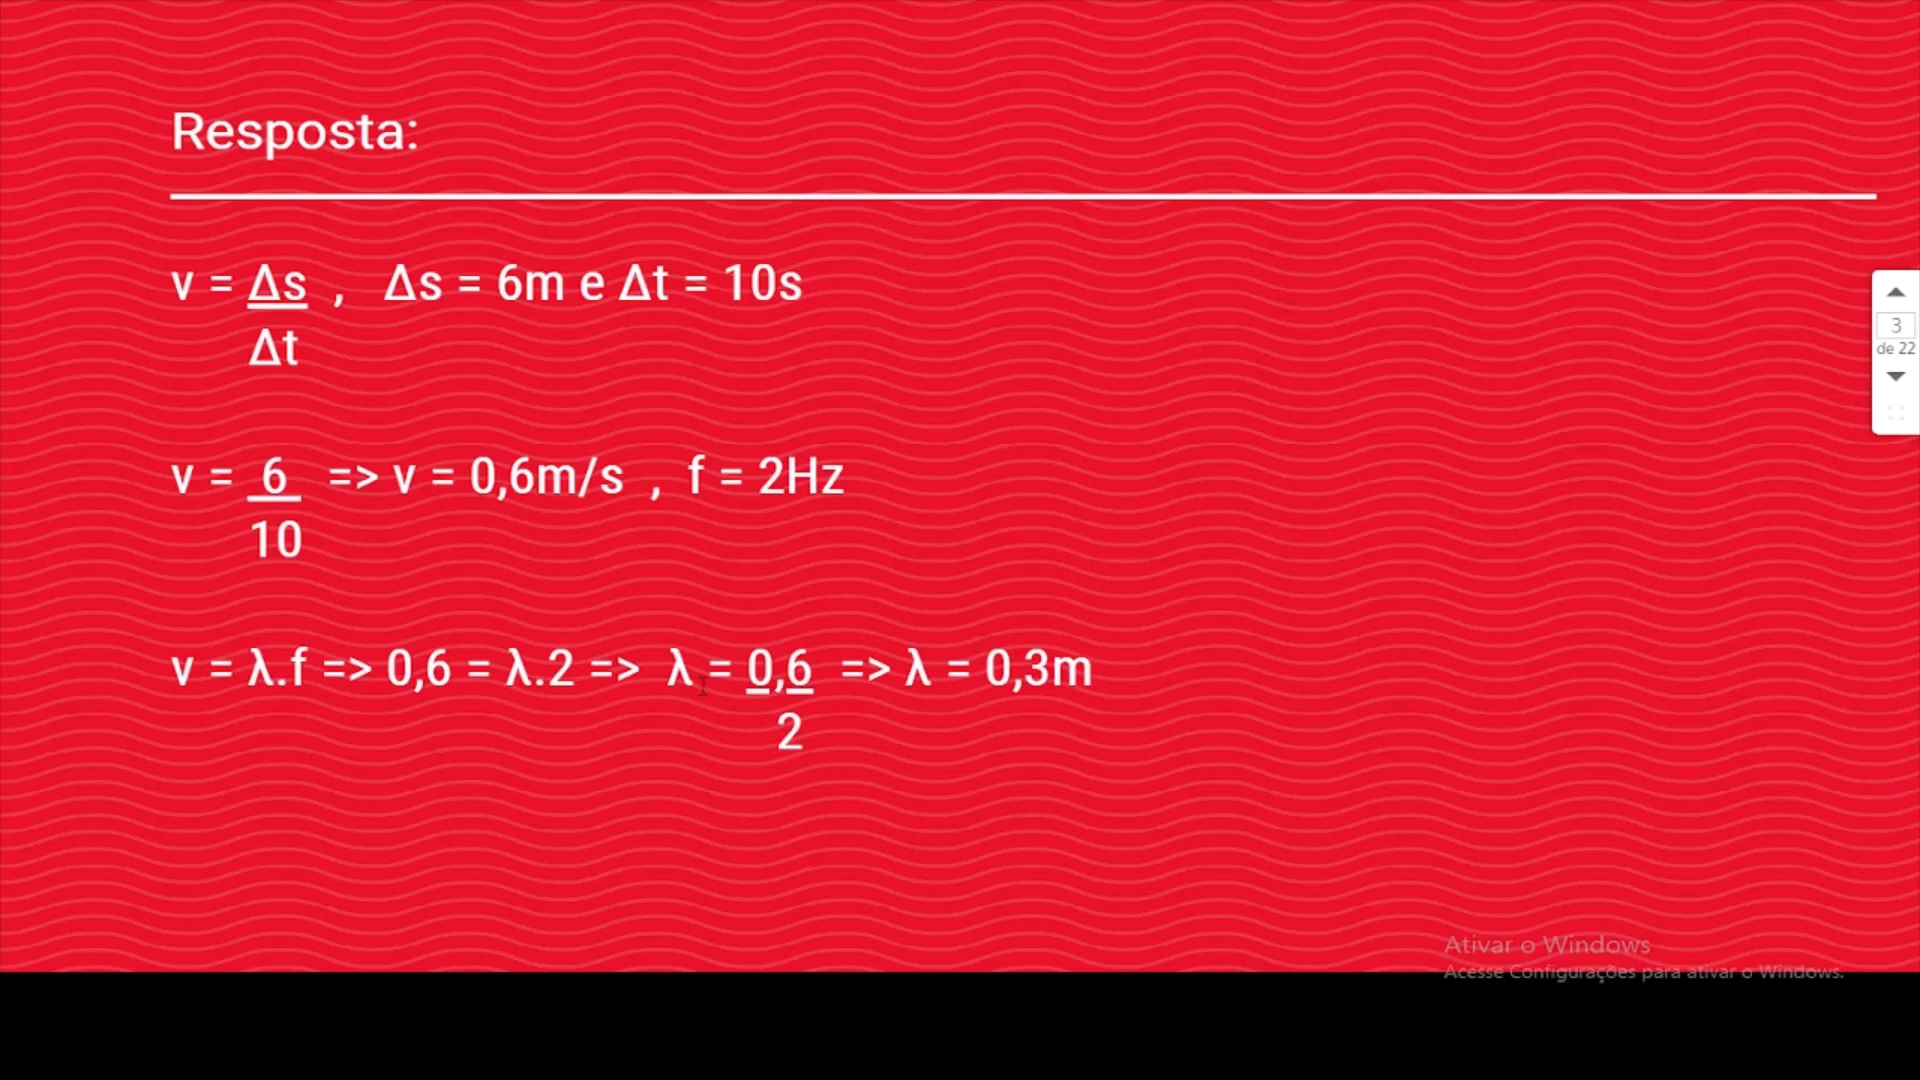 Resposta:
v = Δs , Δs = 6m e Δt = 10s
Δt
v = 6 => v = 0,6m/s , f = 2Hz
10
v = λ.f => 0,6 = λ.2 => λ = 0,6 => λ = 0,3m
2
3
de 22
Ativar o Windows
Acesse Configurações para ativar o Windows.